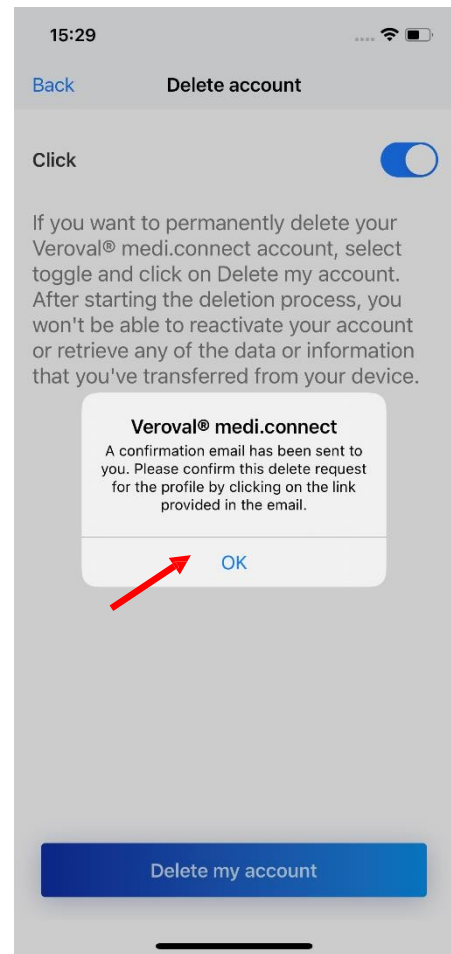 15:29
Back
Delete account
Click
If you want to permanently delete your
Veroval® medi.connect account, select
toggle and click on Delete my account.
After starting the deletion process, you
won't be able to reactivate your account
or retrieve any of the data or information
that you've transferred from your device.
Veroval® medi.connect
A confirmation email has been sent to
you. Please confirm this delete request
for the profile by clicking on the link
provided in the email.
OK
Delete my account